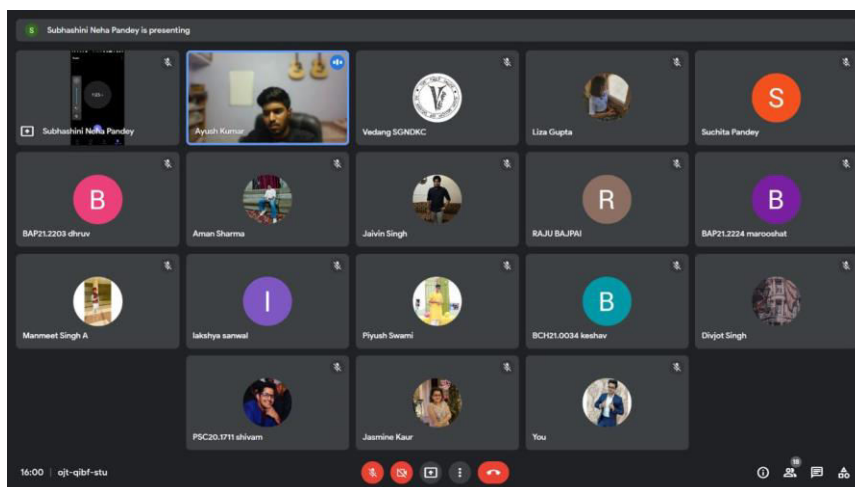 S Subhashini Neha Pandey is presenting
Subhashini Neha Pandey
Ayush Kumar
V
Vedang SGNDKC
Liza Gupta
S
Suchita Pandey
B
BAP21.2203 dhruv
Aman Sharma
Jaivin Singh
R
RAJU BAJPAI
B
BAP21.2224 marooshat
Manmeet Singh A
l
lakshya sanwal
Piyush Swami
B
BCH21.0034 keshav
Divjot Singh
PSC20.1711 shivam
Jasmine Kaur
You
16:00 | ojt-qibf-stu
18